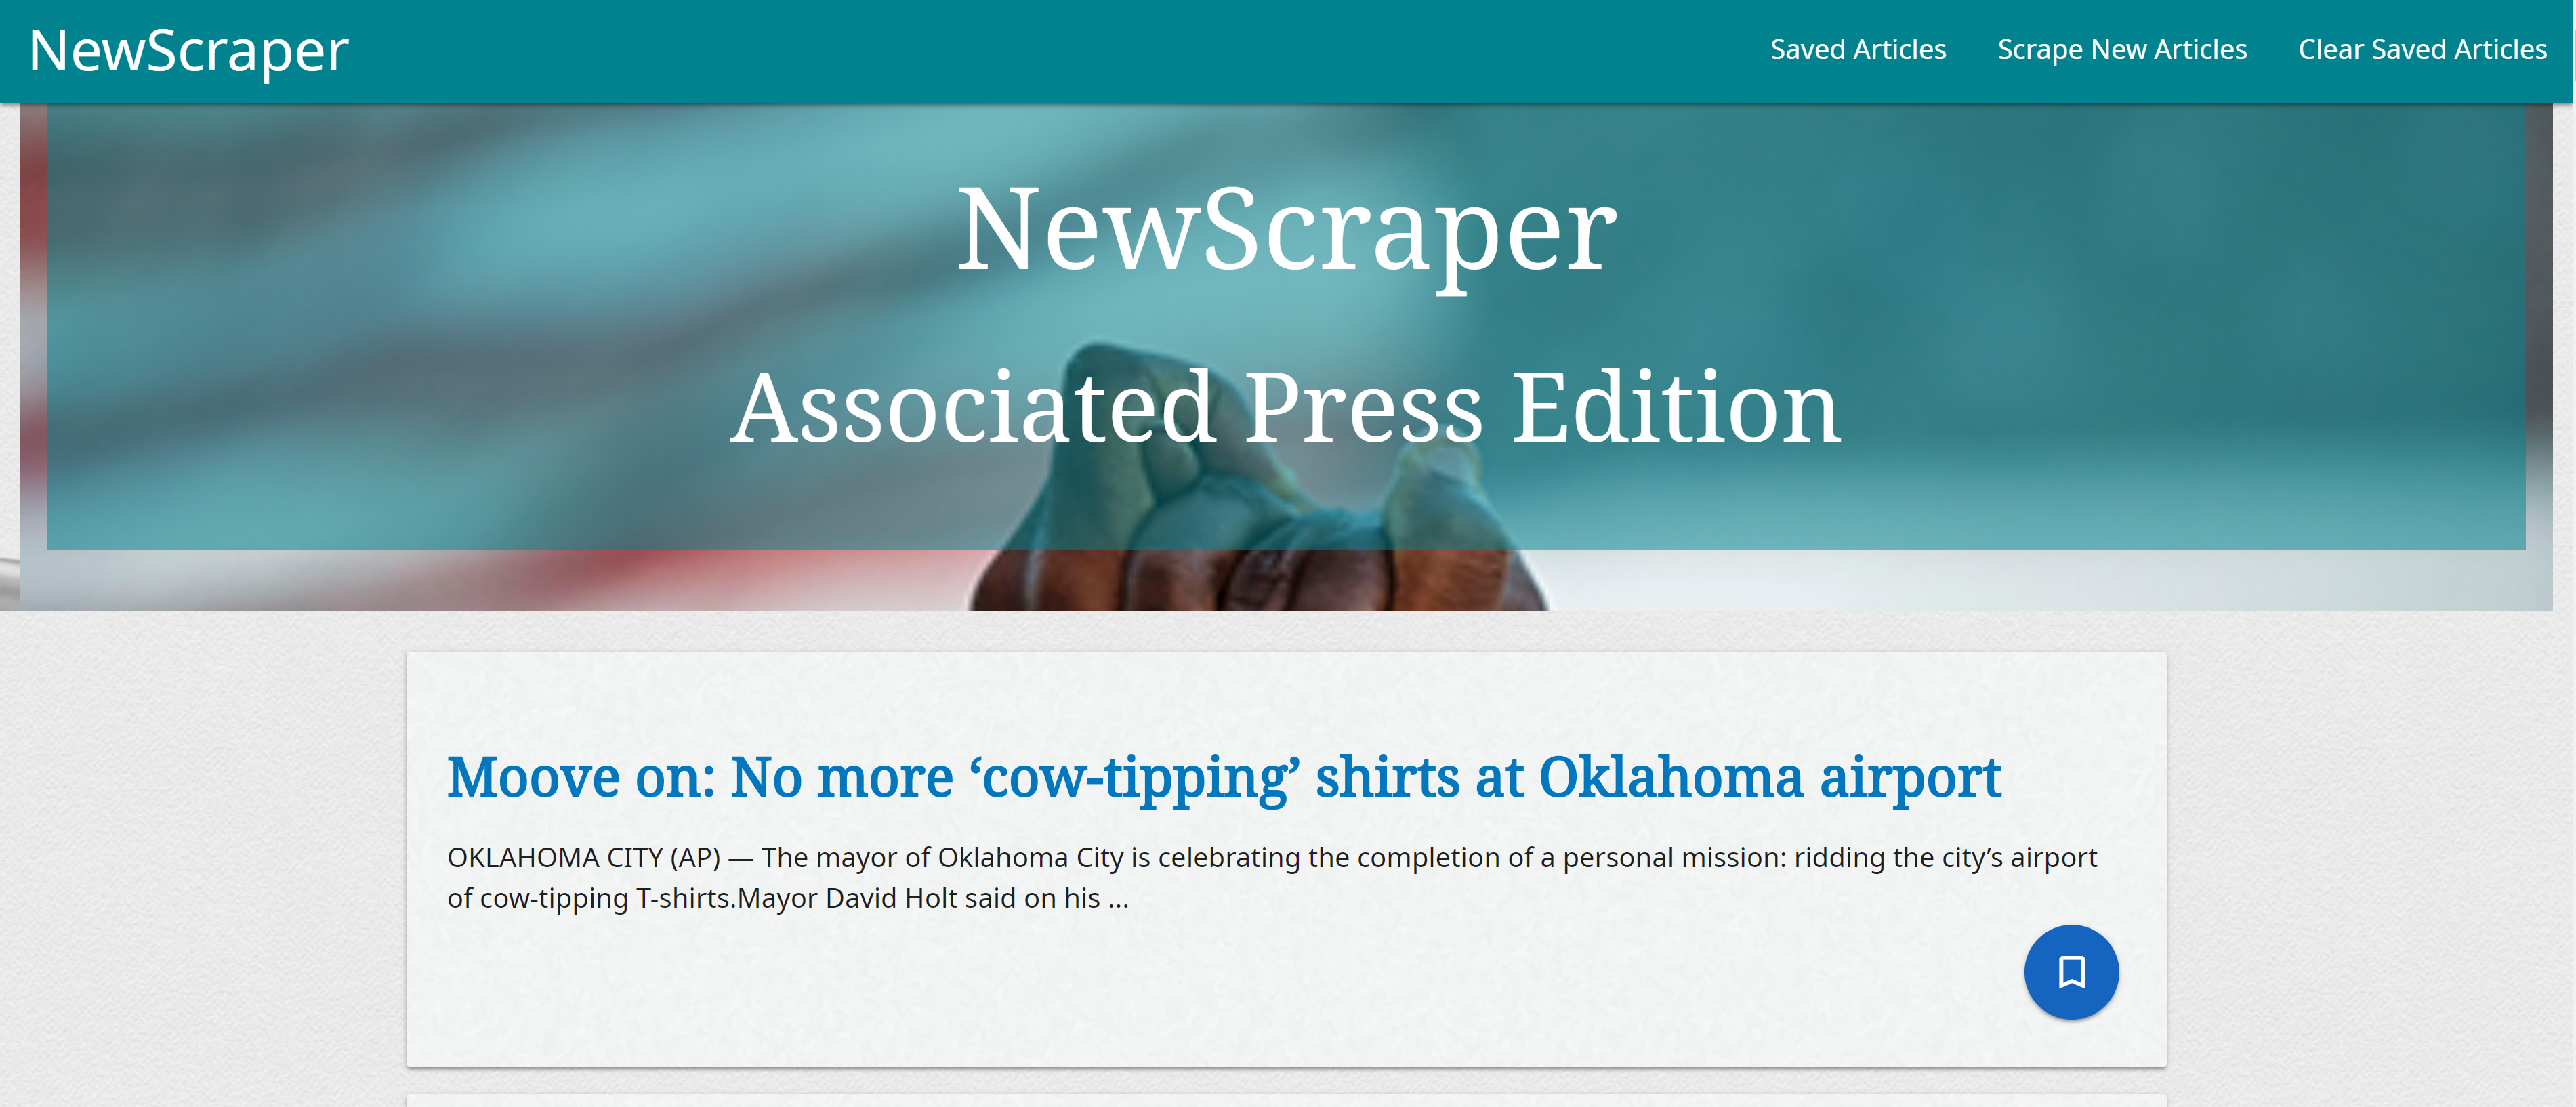 NewScraper
Saved Articles
Scrape New Articles
Clear Saved Articles
NewScraper
Associated Press Edition
Moove on: No more ‘cow-tipping’ shirts at Oklahoma airport
OKLAHOMA CITY (AP) — The mayor of Oklahoma City is celebrating the completion of a personal mission: ridding the city’s airport
of cow-tipping T-shirts.Mayor David Holt said on his ...